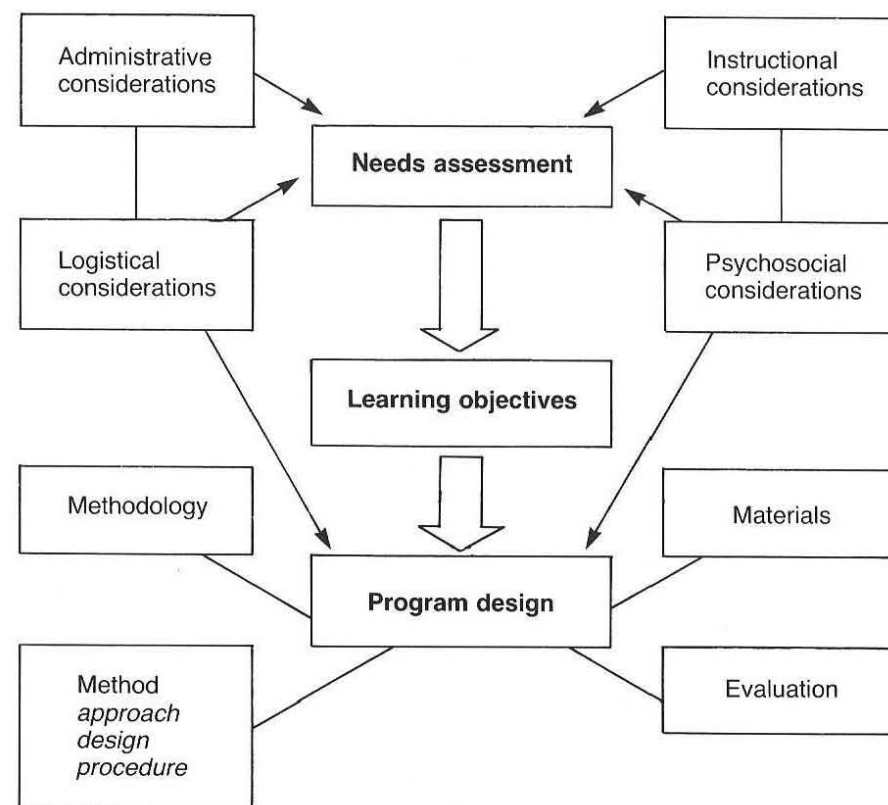 Administrative
considerations
Instructional
considerations
Needs assessment
Logistical
considerations
Psychosocial
considerations
Learning objectives
Methodology
Materials
Program design
Method
approach
design
procedure
Evaluation